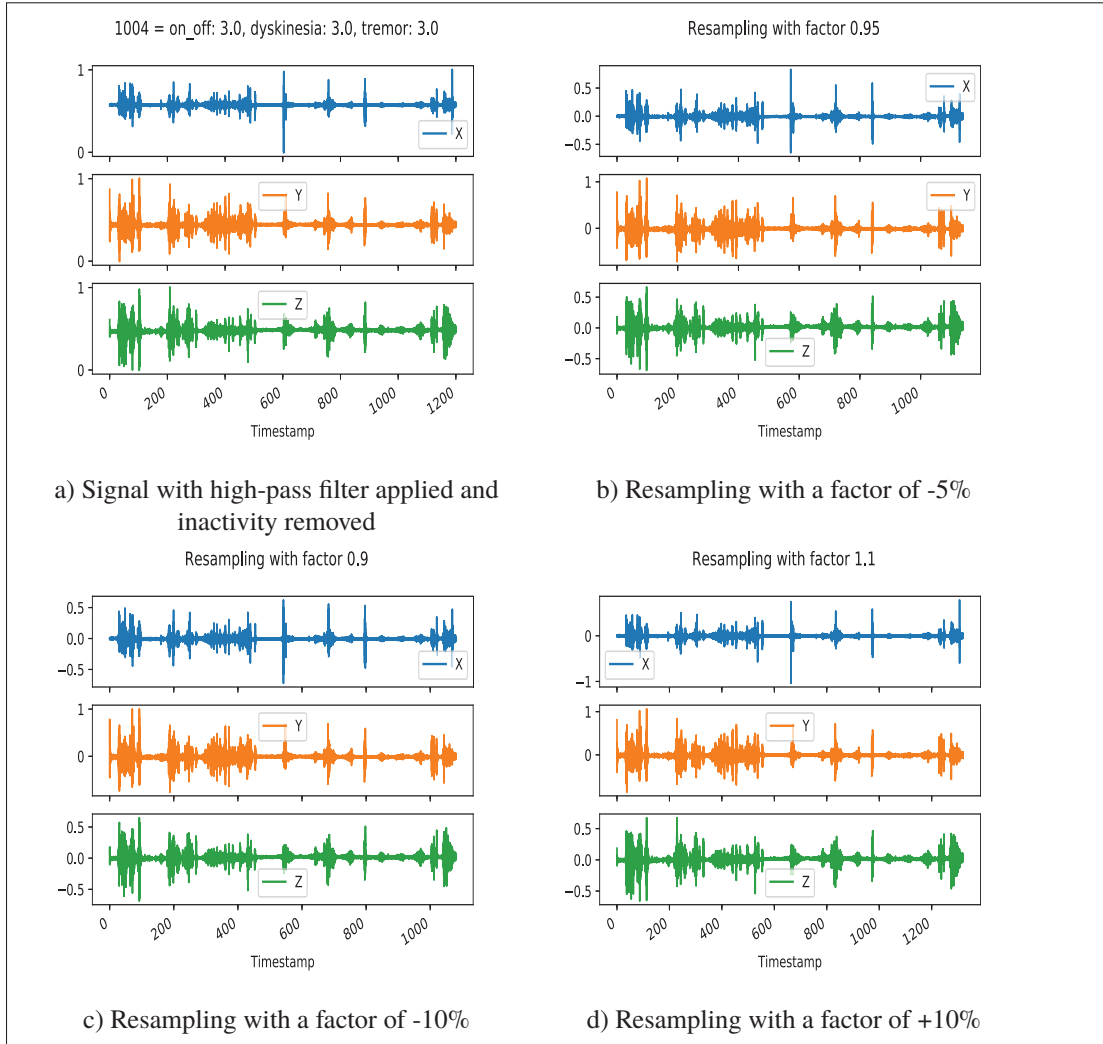 1004 = on_off: 3.0, dyskinesia: 3.0, tremor: 3.0
1
0
X
1
0
Y
1
0
Z
0 200 400 600 800 1000 1200
Timestamp
a) Signal with high-pass filter applied and
inactivity removed
Resampling with factor 0.95
0.5
0.0
−0.5
X
1
0
Y
0.5
0.0
−0.5
Z
0 200 400 600 800 1000
Timestamp
b) Resampling with a factor of -5%
Resampling with factor 0.9
0.5
0.0
−0.5
X
1
0
Y
0.5
0.0
−0.5
Z
0 200 400 600 800 1000
Timestamp
c) Resampling with a factor of -10%
Resampling with factor 1.1
0
−1
X
1
0
Y
0.5
0.0
−0.5
Z
0 200 400 600 800 1000 1200
Timestamp
d) Resampling with a factor of +10%